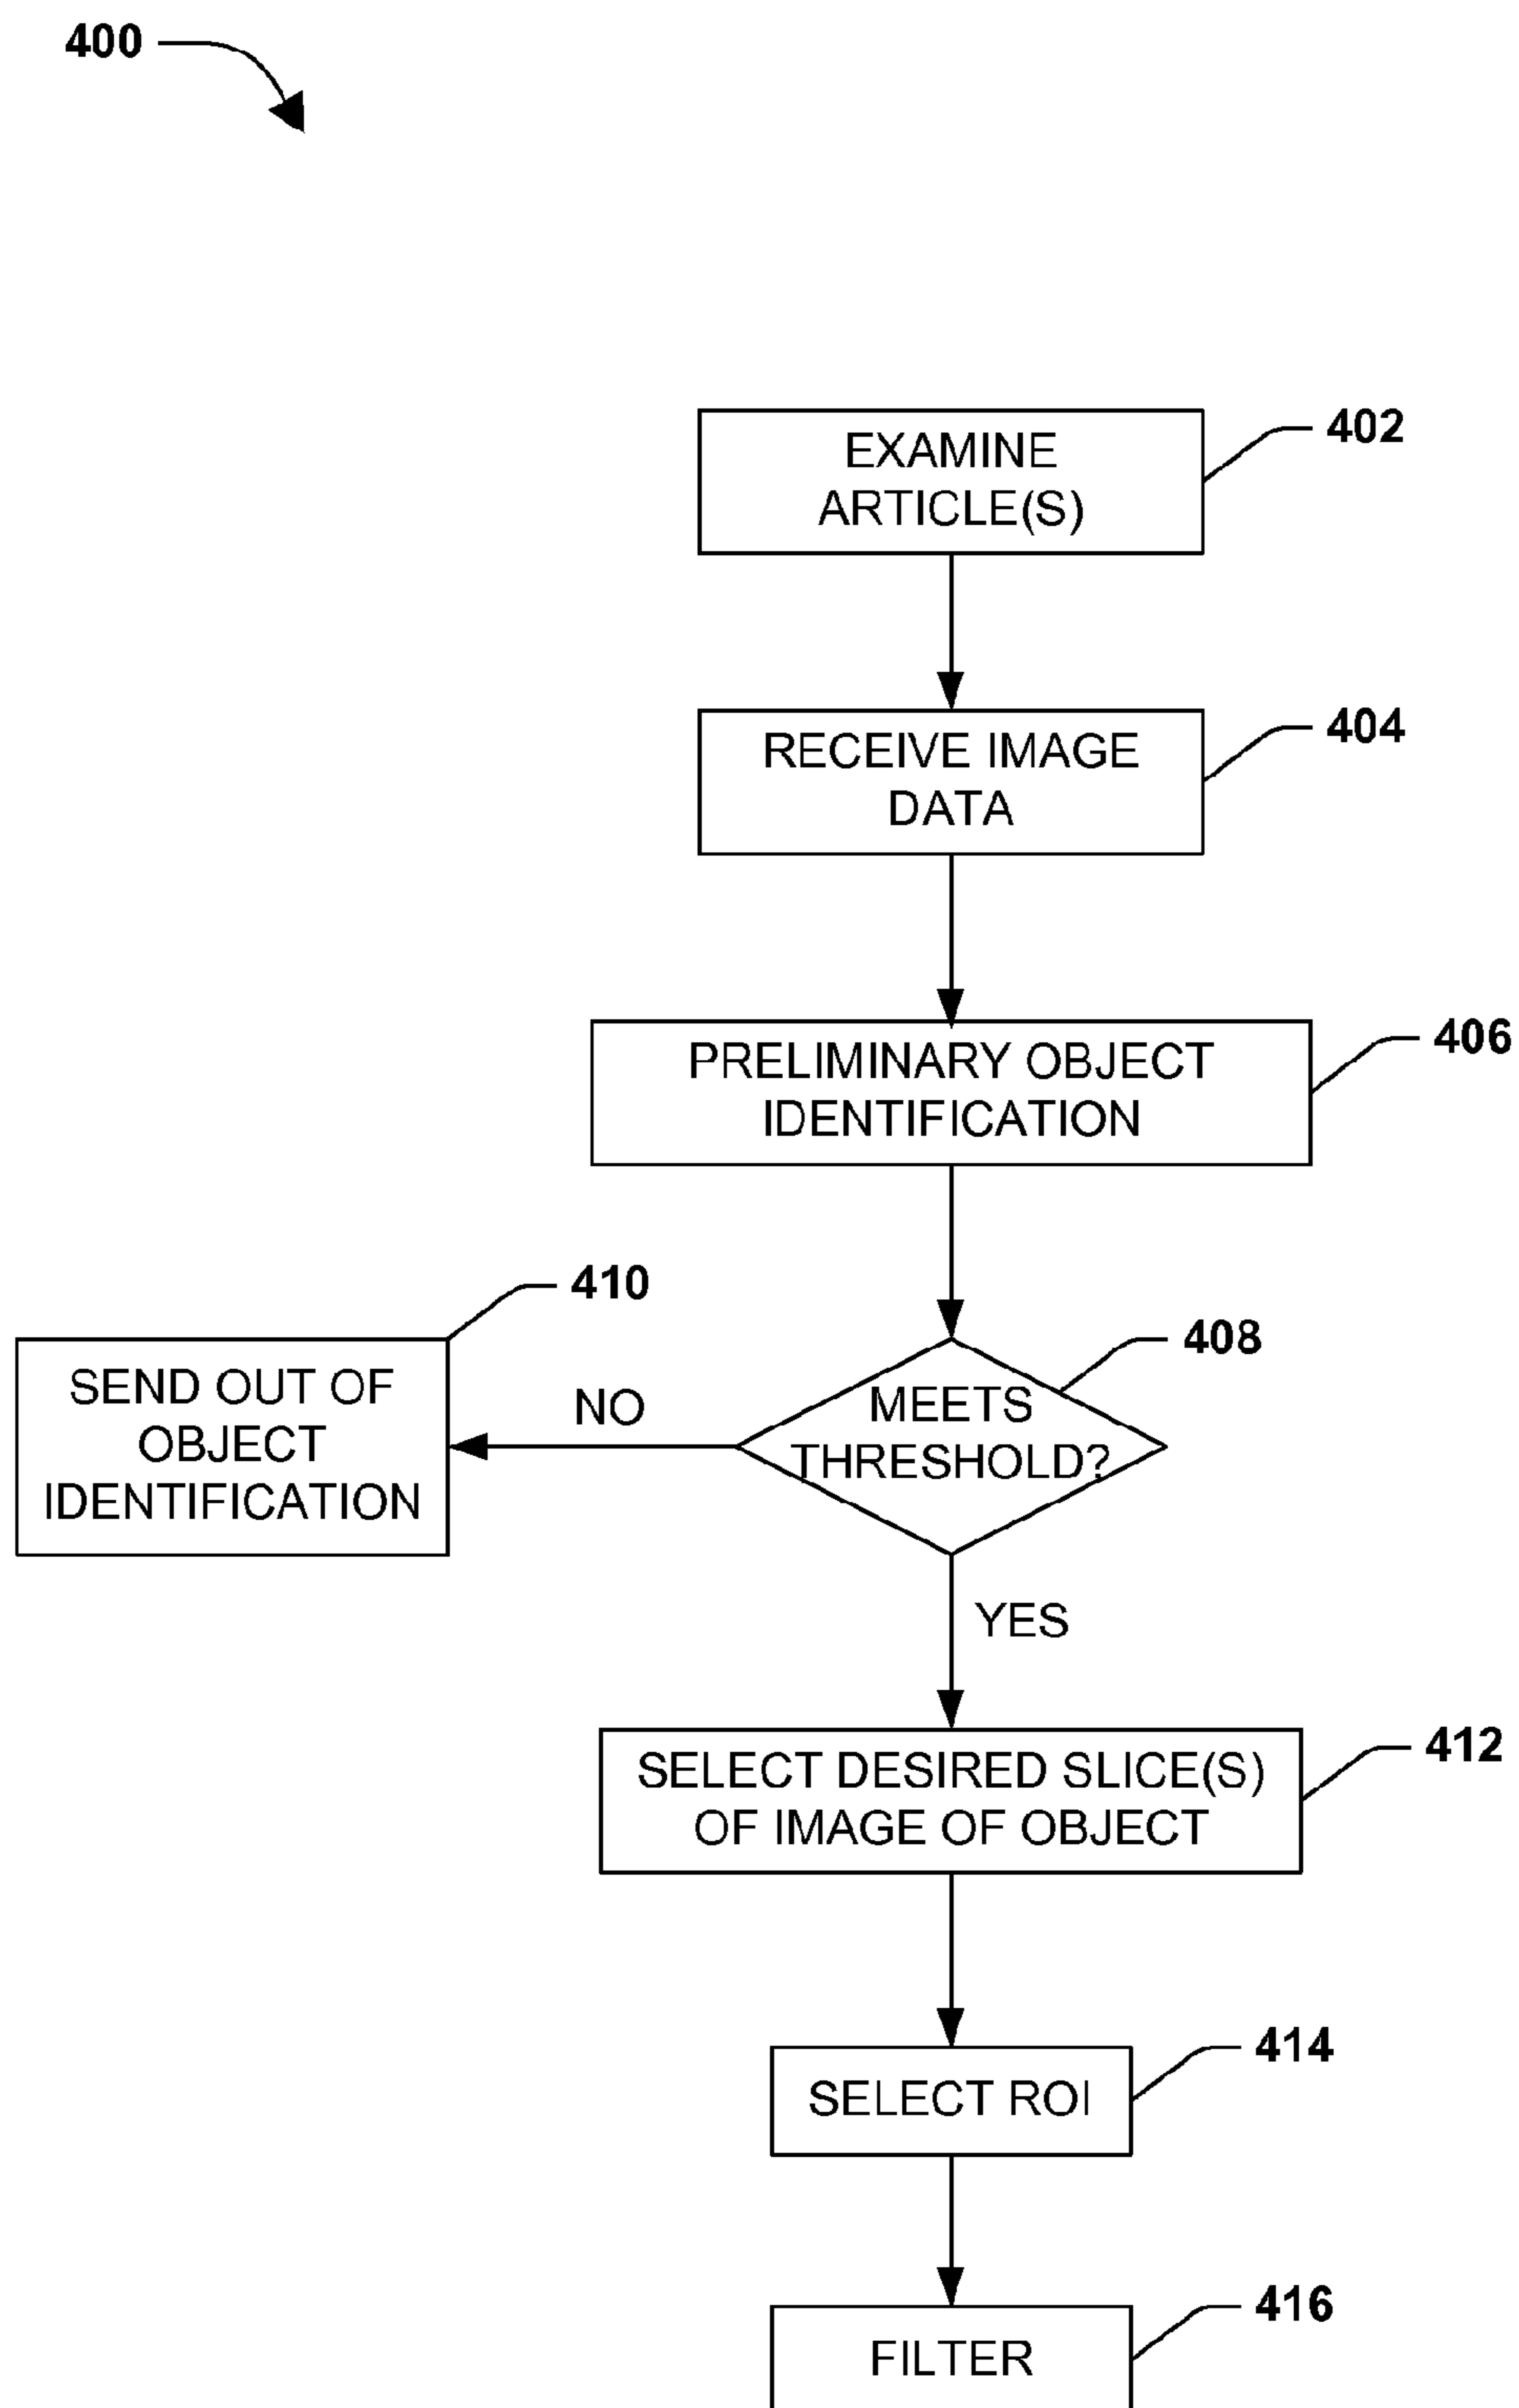 400
EXAMINE
ARTICLE(S)
402
RECEIVE IMAGE
DATA
404
PRELIMINARY OBJECT
IDENTIFICATION
406
410
SEND OUT OF
OBJECT
IDENTIFICATION
NO
MEETS
THRESHOLD?
408
YES
SELECT DESIRED SLICE(S)
OF IMAGE OF OBJECT
412
SELECT ROI
414
FILTER
416